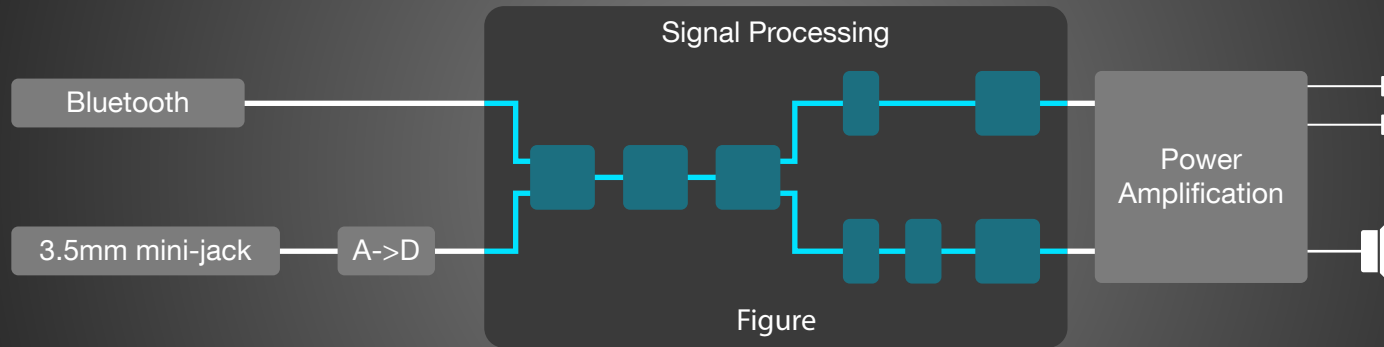 Signal Processing
Bluetooth
Power
Amplification
3.5mm mini-jack
A->D
Figure